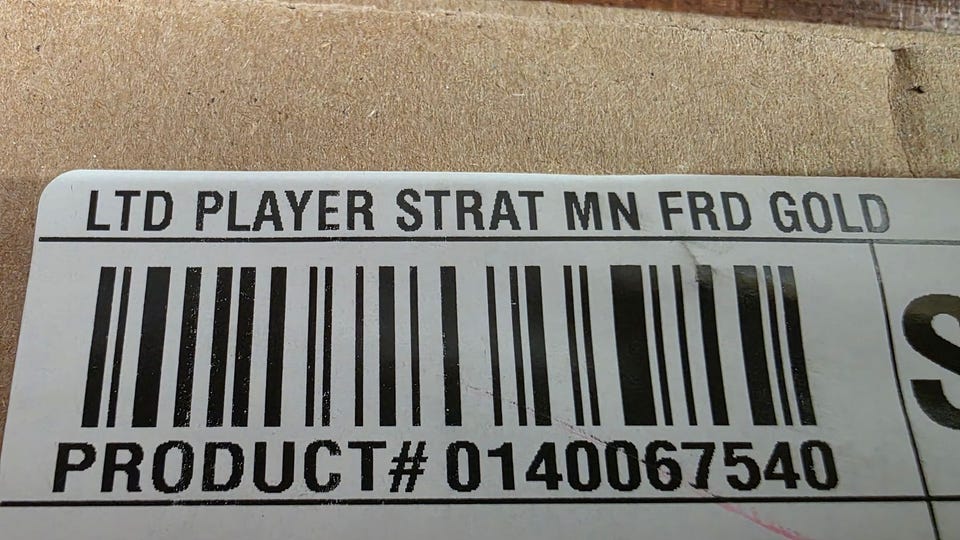 LTD PLAYER STRAT MN FRD GOLD
PRODUCT# 0140067540
S